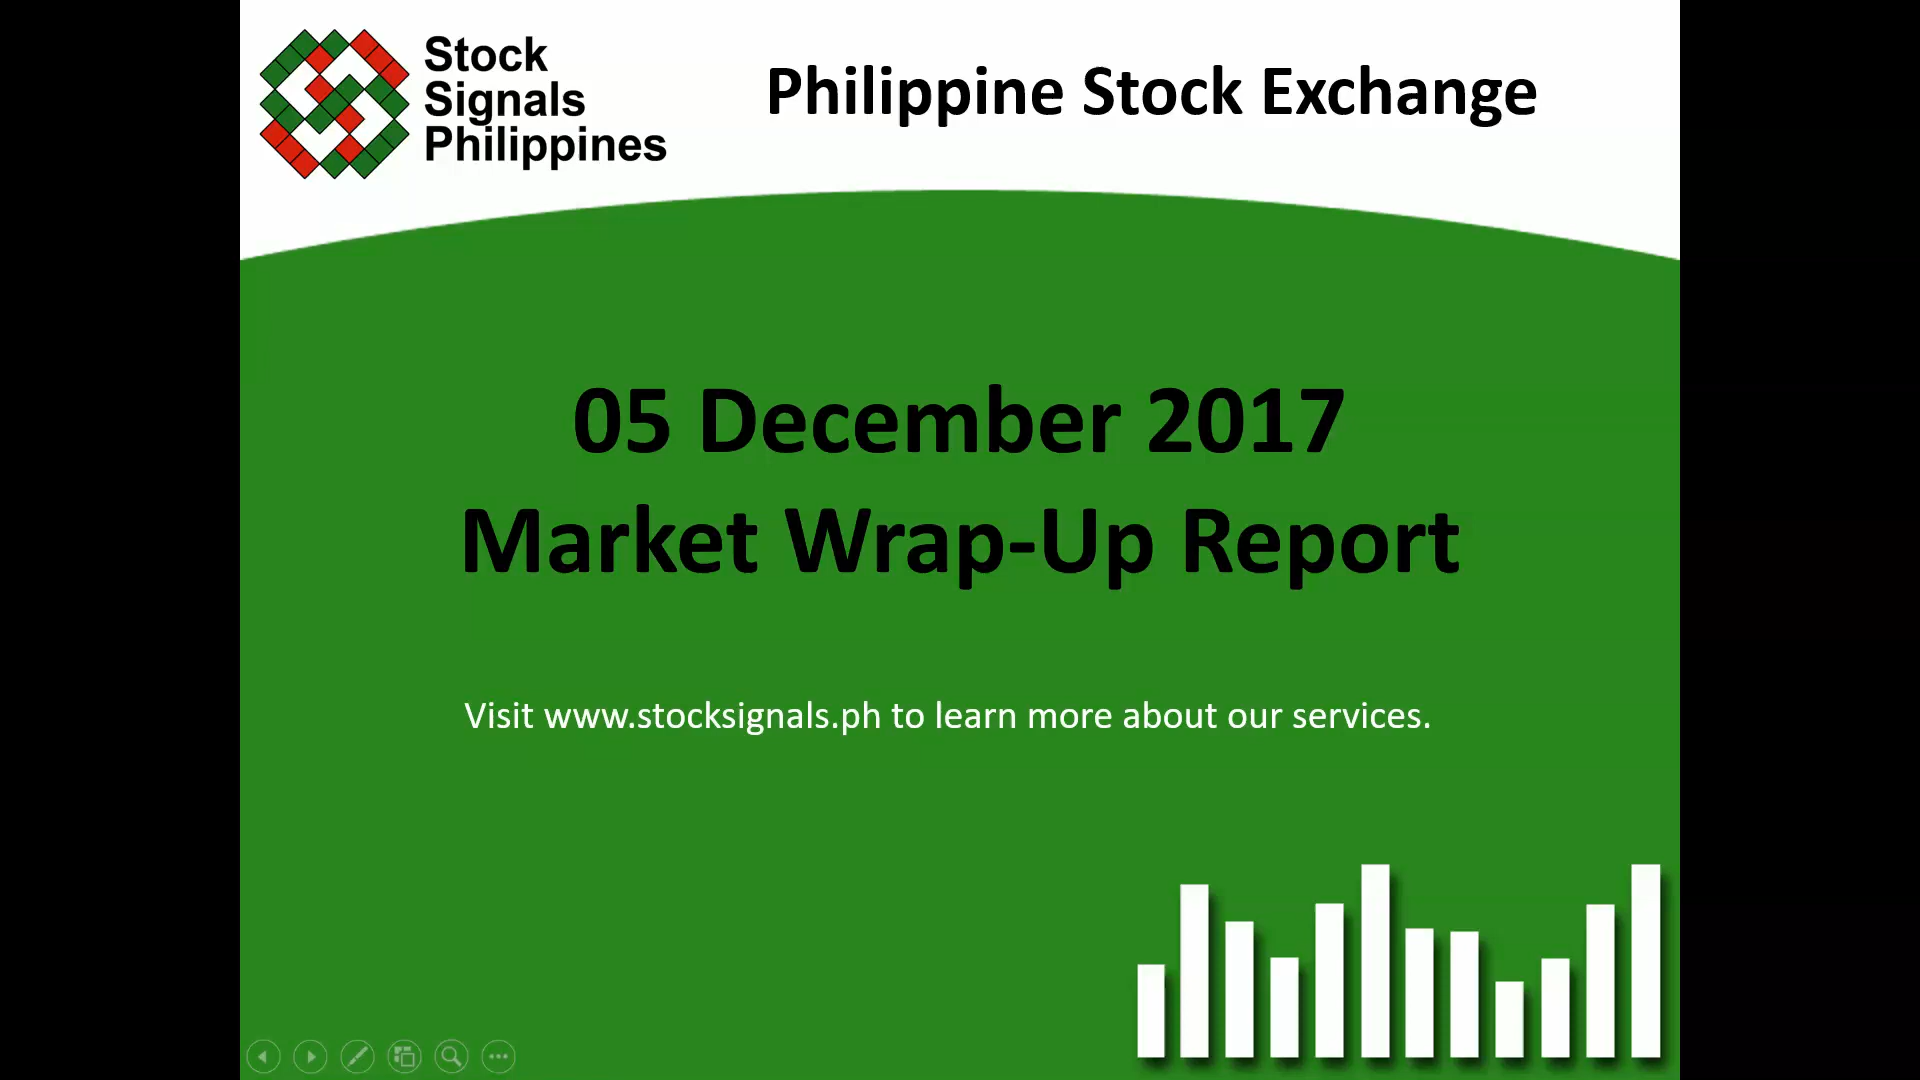 Stock
Signals
Philippines
Philippine Stock Exchange
05 December 2017
Market Wrap-Up Report
Visit www.stocksignals.ph to learn more about our services.